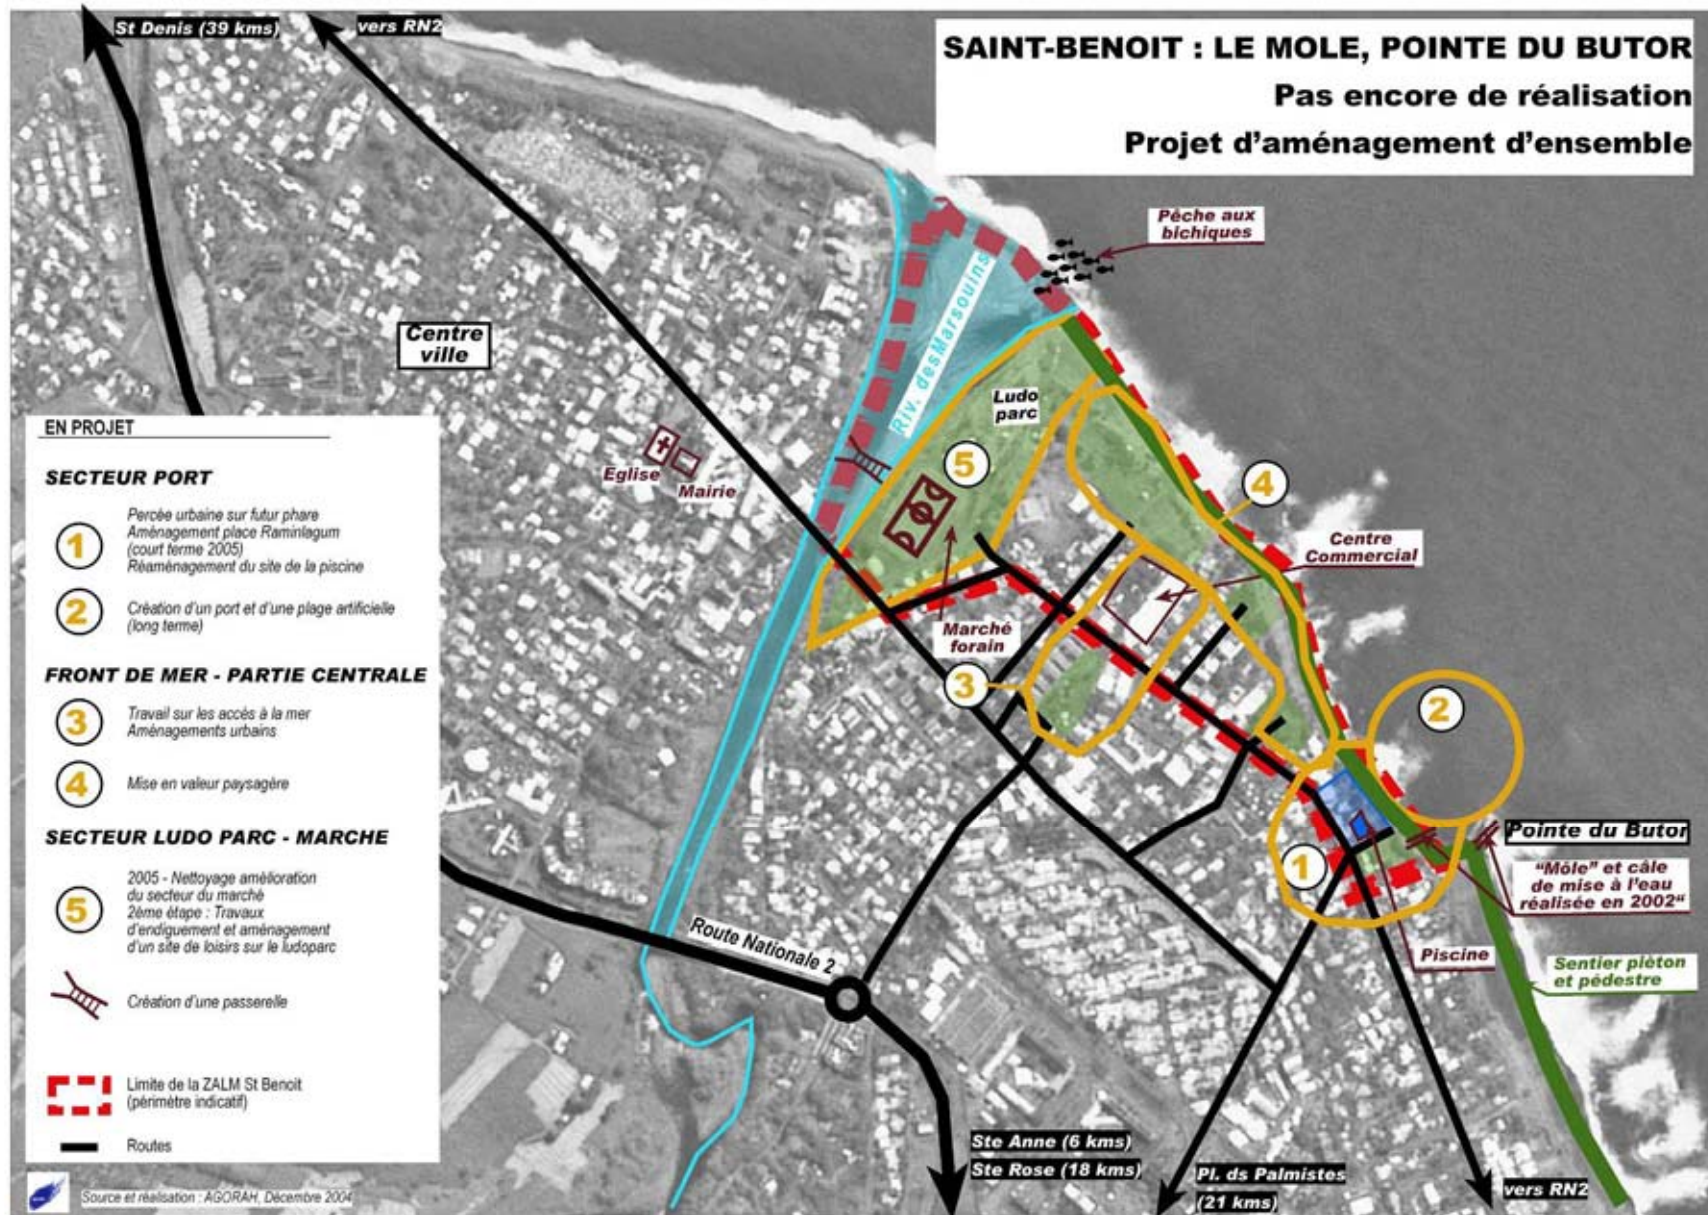 St Denis (39 kms)
vers RN2
SAINT-BENOIT : LE MOLE, POINTE DU BUTOR
Pas encore de réalisation
Projet d'aménagement d'ensemble
Pêche aux
bichiques
Centre
ville
Riv. des Marsouins
Ludo
parc
5
4
Eglise
Mairie
Centre
Commercial
Marché
forain
3
2
1
Pointe du Butor
"Môle" et câle
de mise à l'eau
réalisée en 2002"
Piscine
Sentier piéton
et pédestre
Route Nationale 2
Ste Anne (6 kms)
Ste Rose (18 kms)
Pl. ds Palmistes
(21 kms)
vers RN2
EN PROJET
SECTEUR PORT
1
Percée urbaine sur futur phare
Aménagement place Raminlagum
(court terme 2005)
Réaménagement du site de la piscine
2
Création d'un port et d'une plage artificielle
(long terme)
FRONT DE MER - PARTIE CENTRALE
3
Travail sur les accés à la mer
Aménagements urbains
4
Mise en valeur paysagère
SECTEUR LUDO PARC - MARCHE
5
2005 - Nettoyage amélioration
du secteur du marché
2ème étape : Travaux
d'endiguement et aménagement
d'un site de loisirs sur le ludoparc
Création d'une passerelle
Limite de la ZALM St Benoit
(périmètre indicatif)
Routes
Source et réalisation : AGORAH, Décembre 2004